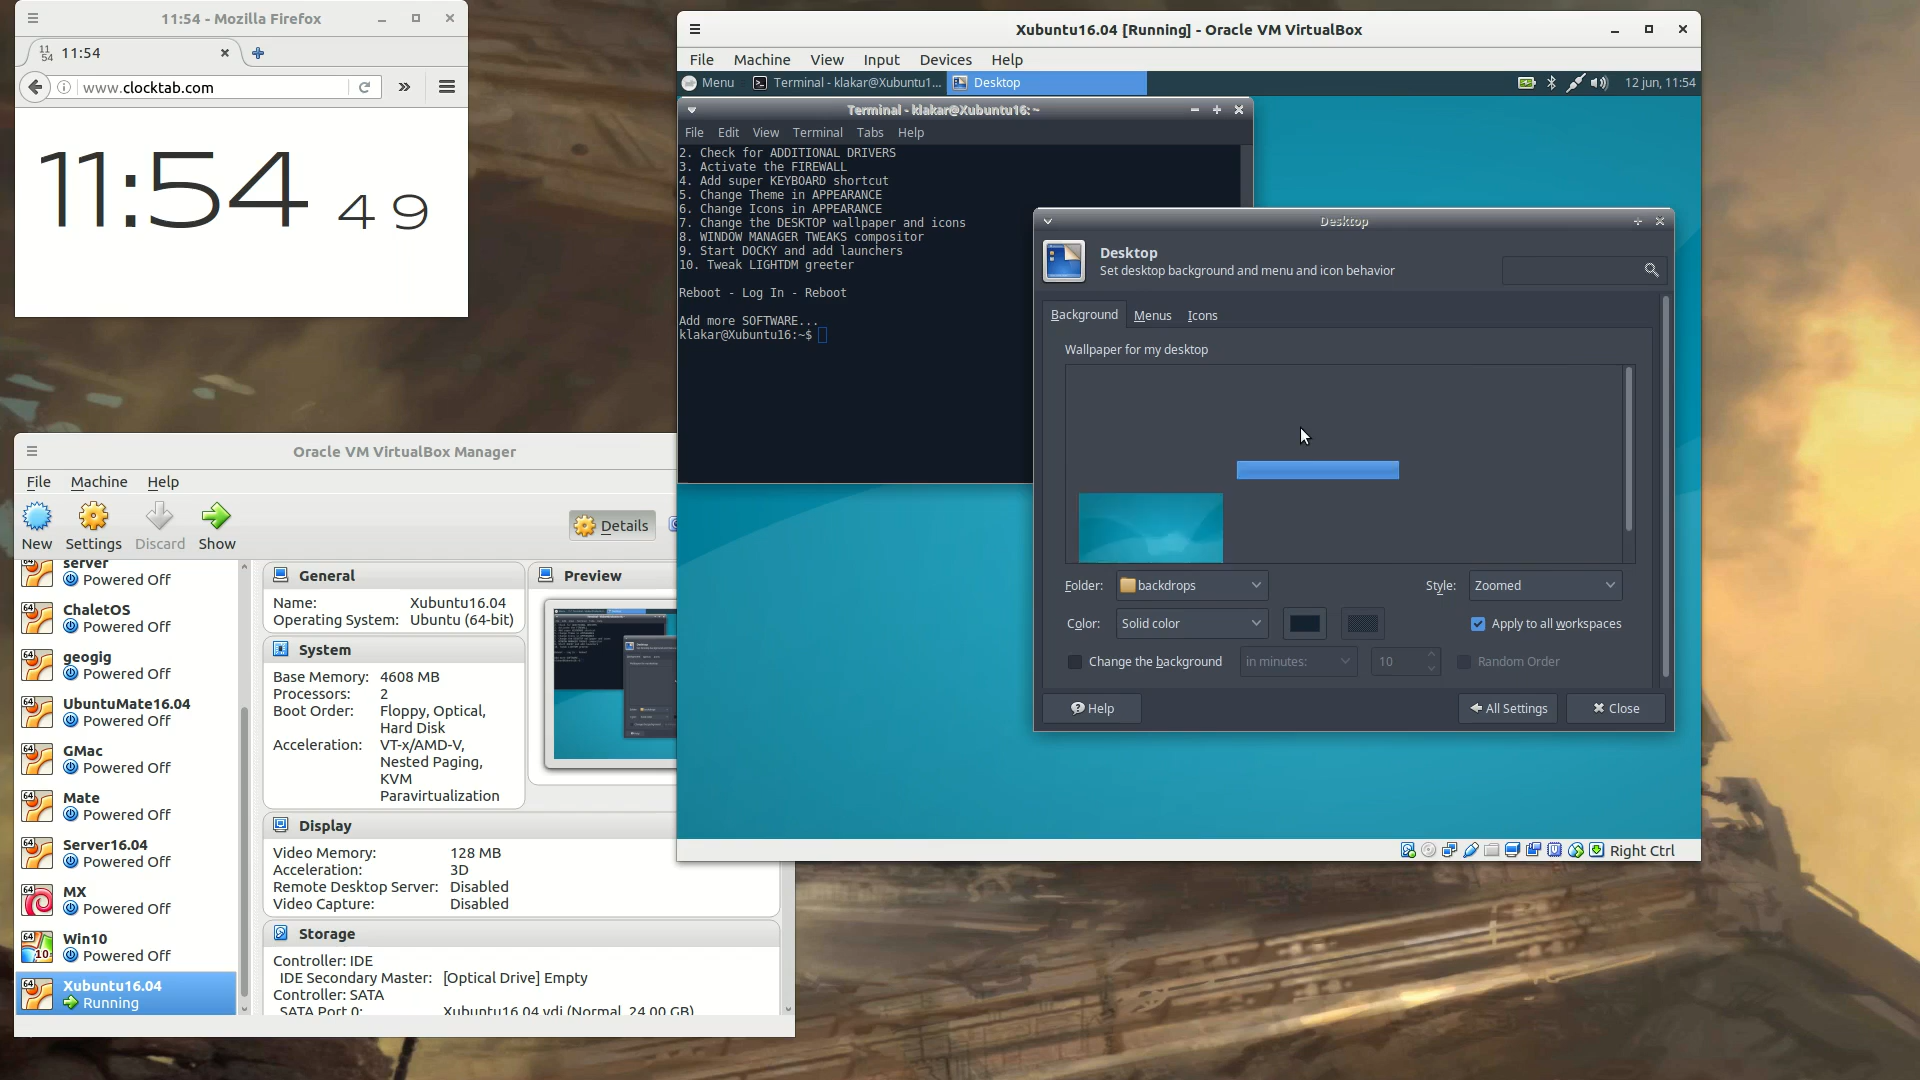 11:54 - Mozilla Firefox
11
54
11:54
www.clocktab.com
11:54 49
Oracle VM VirtualBox Manager
File Machine Help
New Settings Discard Show
Details
server
Powered Off
ChaletOS
Powered Off
geogig
Powered Off
UbuntuMate16.04
Powered Off
GMac
Powered Off
Mate
Powered Off
Server16.04
Powered Off
MX
Powered Off
Win10
Powered Off
Xubuntu16.04
Running
General
Name: Xubuntu16.04
Operating System: Ubuntu (64-bit)
System
Base Memory: 4608 MB
Processors: 2
Boot Order: Floppy, Optical,
Hard Disk
Acceleration: VT-x/AMD-V,
Nested Paging,
KVM
Paravirtualization
Preview
Display
Video Memory: 128 MB
Acceleration: 3D
Remote Desktop Server: Disabled
Video Capture: Disabled
Storage
Controller: IDE
IDE Secondary Master: [Optical Drive] Empty
Controller: SATA
SATA Port 0: Xubuntu16.04.vdi (Normal, 24.00 GB)
Xubuntu16.04 [Running] - Oracle VM VirtualBox
File Machine View Input Devices Help
Menu Terminal - klakar@Xubuntu1... Desktop 12 jun, 11:54
Terminal - klakar@Xubuntu16: ~
File Edit View Terminal Tabs Help
2. Check for ADDITIONAL DRIVERS
3. Activate the FIREWALL
4. Add super KEYBOARD shortcut
5. Change Theme in APPEARANCE
6. Change Icons in APPEARANCE
7. Change the DESKTOP wallpaper and icons
8. WINDOW MANAGER TWEAKS compositor
9. Start DOCKY and add launchers
10. Tweak LIGHTDM greeter
Reboot - Log In - Reboot
Add more SOFTWARE...
klakar@Xubuntu16:~$
Desktop
Desktop
Set desktop background and menu and icon behavior
Background Menus Icons
Wallpaper for my desktop
Folder: backdrops Style: Zoomed
Color: Solid color Apply to all workspaces
Change the background in minutes: 10 Random Order
Help All Settings Close
Right Ctrl